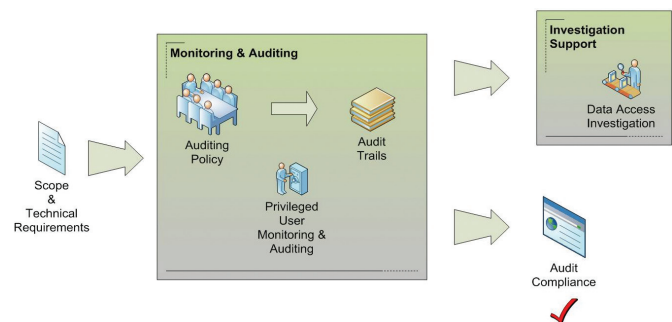 Monitoring & Auditing
Auditing
Policy
Audit
Trails
Privileged
User
Monitoring &
Auditing
Scope
&
Technical
Requirements
Investigation
Support
Data Access
Investigation
Audit
Compliance